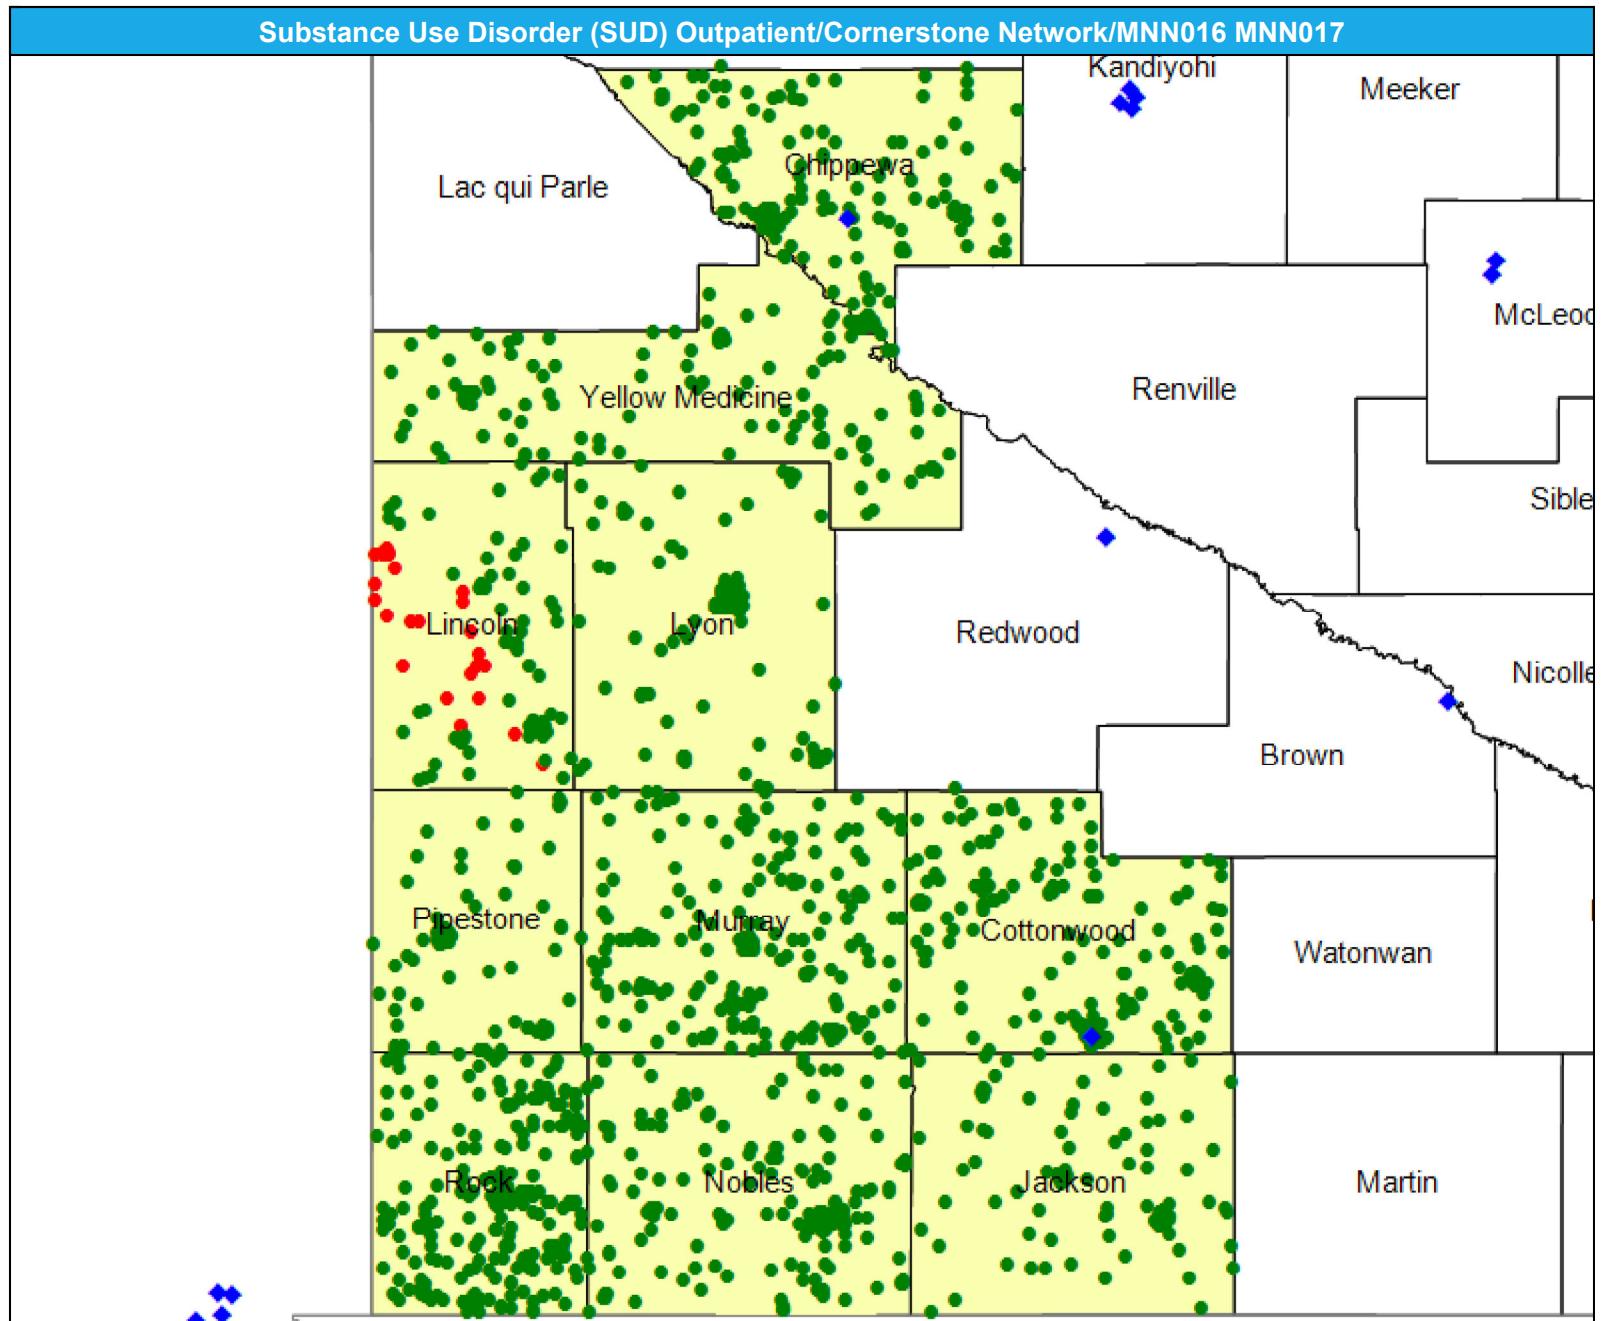 Substance Use Disorder (SUD) Outpatient/Cornerstone Network/MNN016 MNN017
Kandiyohi
Meeker
Chippewa
Lac qui Parle
McLeod
Renville
Yellow Medicine
Sible
Lincoln
Lyon
Redwood
Nicolle
Brown
Pipestone
Murray
Cottonwood
Watonwan
Rock
Nobles
Jackson
Martin